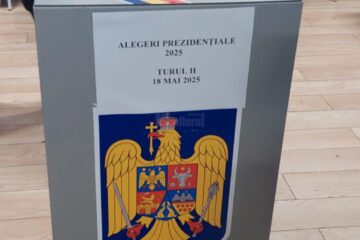 ALEGERI PREZIDENȚIALE
2025
TURUL II
18 MAI 2025